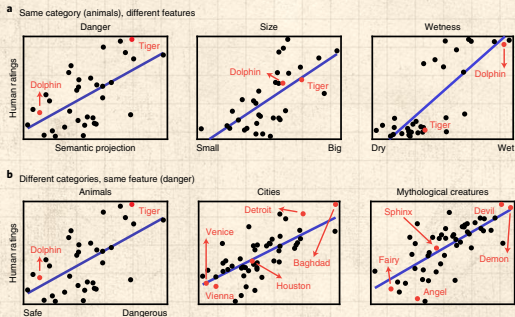 a Same category (animals), different features
Danger
Size
Wetness
Human ratings
Tiger
Dolphin
Dolphin
Tiger
Dolphin
Tiger
Semantic projection
Small Big
Dry Wet
b Different categories, same feature (danger)
Animals
Cities
Mythological creatures
Human ratings
Tiger
Dolphin
Detroit
Venice
Baghdad
Houston
Vienna
Sphinx
Devil
Fairy
Demon
Angel
Safe Dangerous